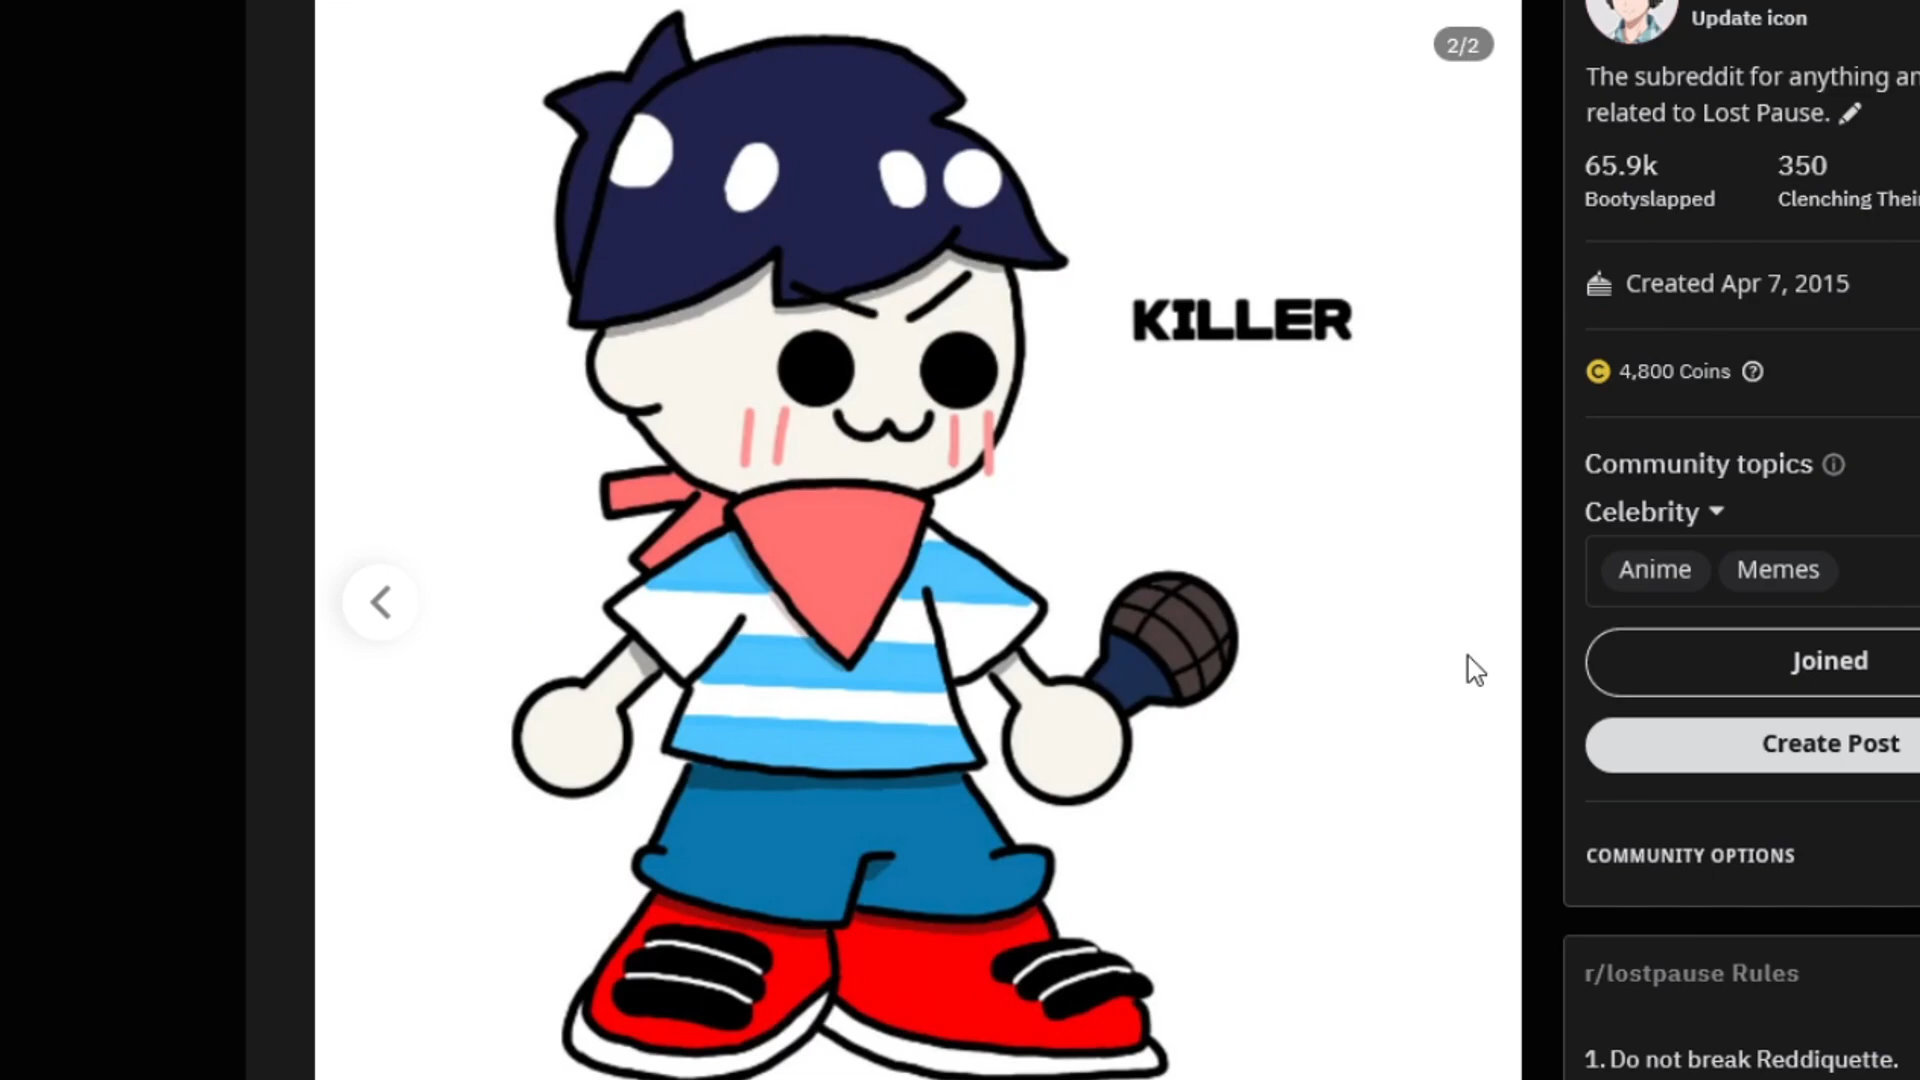 2/2
KILLER
Update icon
The subreddit for anything an
related to Lost Pause.
65.9k
350
Bootyslapped
Clenching Thei
Created Apr 7, 2015
4,800 Coins
Community topics
Celebrity
Anime
Memes
Joined
Create Post
COMMUNITY OPTIONS
r/lostpause Rules
1. Do not break Reddiquette.